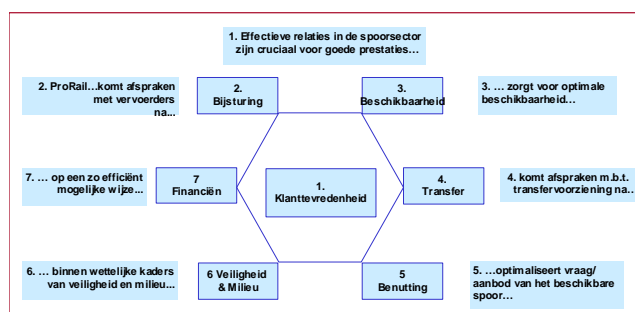 1. Effectieve relaties in de spoorsector
zijn cruciaal voor goede prestaties…
2. ProRail…komt afspraken
met vervoerders
na...
2.
Bijsturing
3.
Beschikbaarheid
3. … zorgt voor optimale
beschikbaarheid…
7. … op een zo efficiënt
mogelijke wijze...
7
Financiën
1.
Klanttevredenheid
4.
Transfer
4. komt afspraken m.b.t.
transfervoorziening na…
6. … binnen wettelijke kaders
van veiligheid en milieu...
6 Veiligheid
& Milieu
5
Benutting
5. …optimaliseert vraag/
aanbod van het beschikbare
spoor…